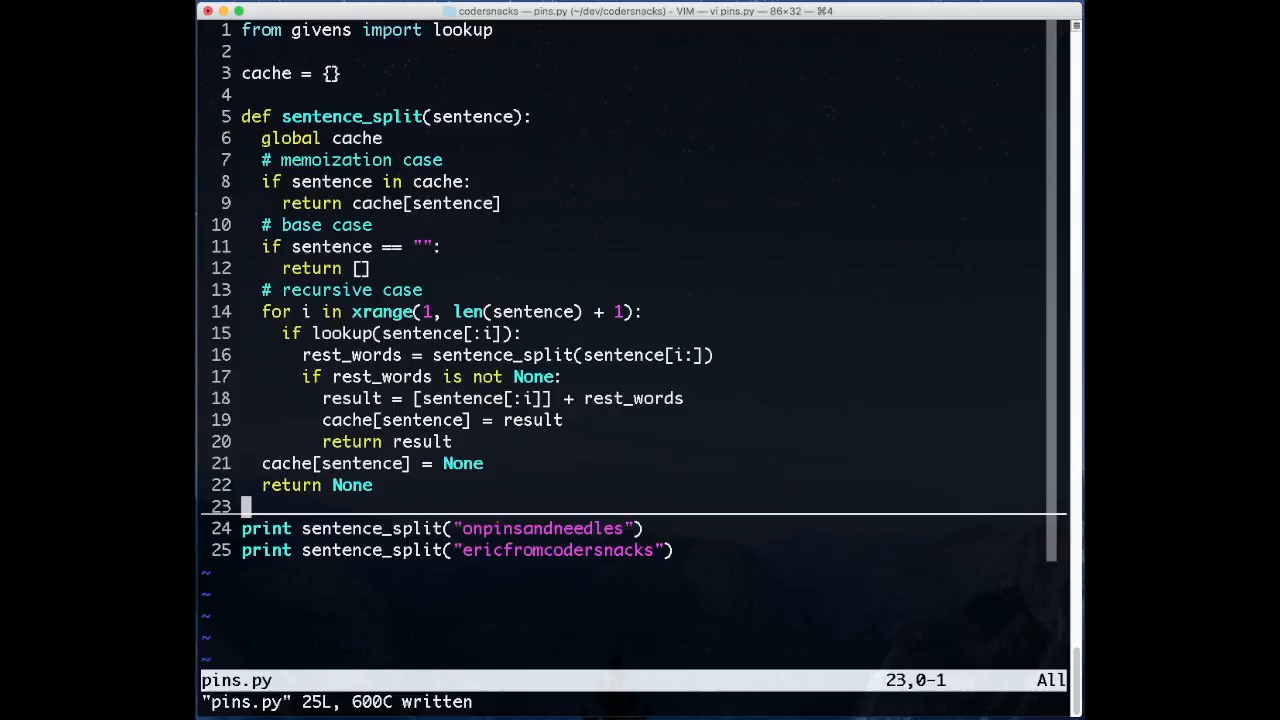 codersnacks — pins.py (~/dev/codersnacks) - VIM — vi pins.py — 86×32 — ⌘4
1 from givens import lookup
2
3 cache = {}
4
5 def sentence_split(sentence):
6   global cache
7   # memoization case
8   if sentence in cache:
9     return cache[sentence]
10   # base case
11   if sentence == "":
12     return []
13   # recursive case
14   for i in xrange(1, len(sentence) + 1):
15     if lookup(sentence[:i]):
16       rest_words = sentence_split(sentence[i:])
17       if rest_words is not None:
18         result = [sentence[:i]] + rest_words
19         cache[sentence] = result
20         return result
21   cache[sentence] = None
22   return None
23
24 print sentence_split("onpinsandneedles")
25 print sentence_split("ericfromcodersnacks")
~
~
~
~
~
pins.py 23,0-1 All
"pins.py" 25L, 600C written